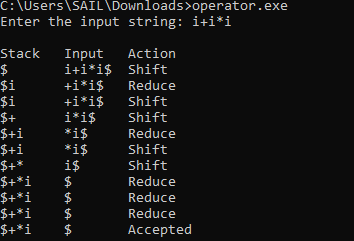 C:\Users\SAIL\Downloads>operator.exe
Enter the input string: i+i*i
Stack Input Action
$ i+i*i$ Shift
$i +i*i$ Reduce
$i +i*i$ Shift
$+ i*i$ Shift
$+i *i$ Reduce
$+i *i$ Shift
$+* i$ Shift
$+*i $ Reduce
$+*i $ Reduce
$+*i $ Reduce
$+*i $ Accepted